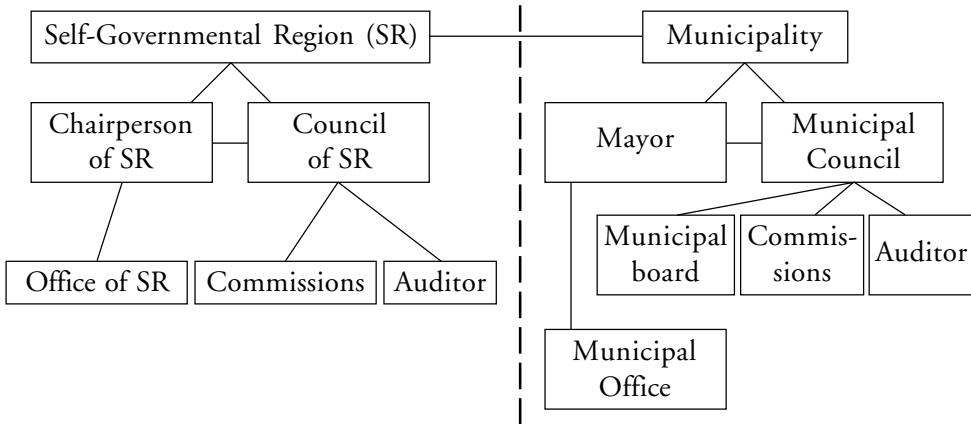 Self-Governmental Region (SR)
Municipality
Chairperson
of SR
Council
of SR
Mayor
Municipal
Council
Office of SR
Commissions
Auditor
Municipal
board
Commis-
sions
Auditor
Municipal
Office